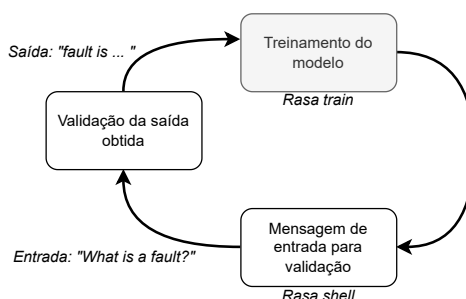 Saída: "fault is ... "
Treinamento do
modelo
Rasa train
Validação da saída
obtida
Entrada: "What is a fault?"
Mensagem de
entrada para
validação
Rasa shell